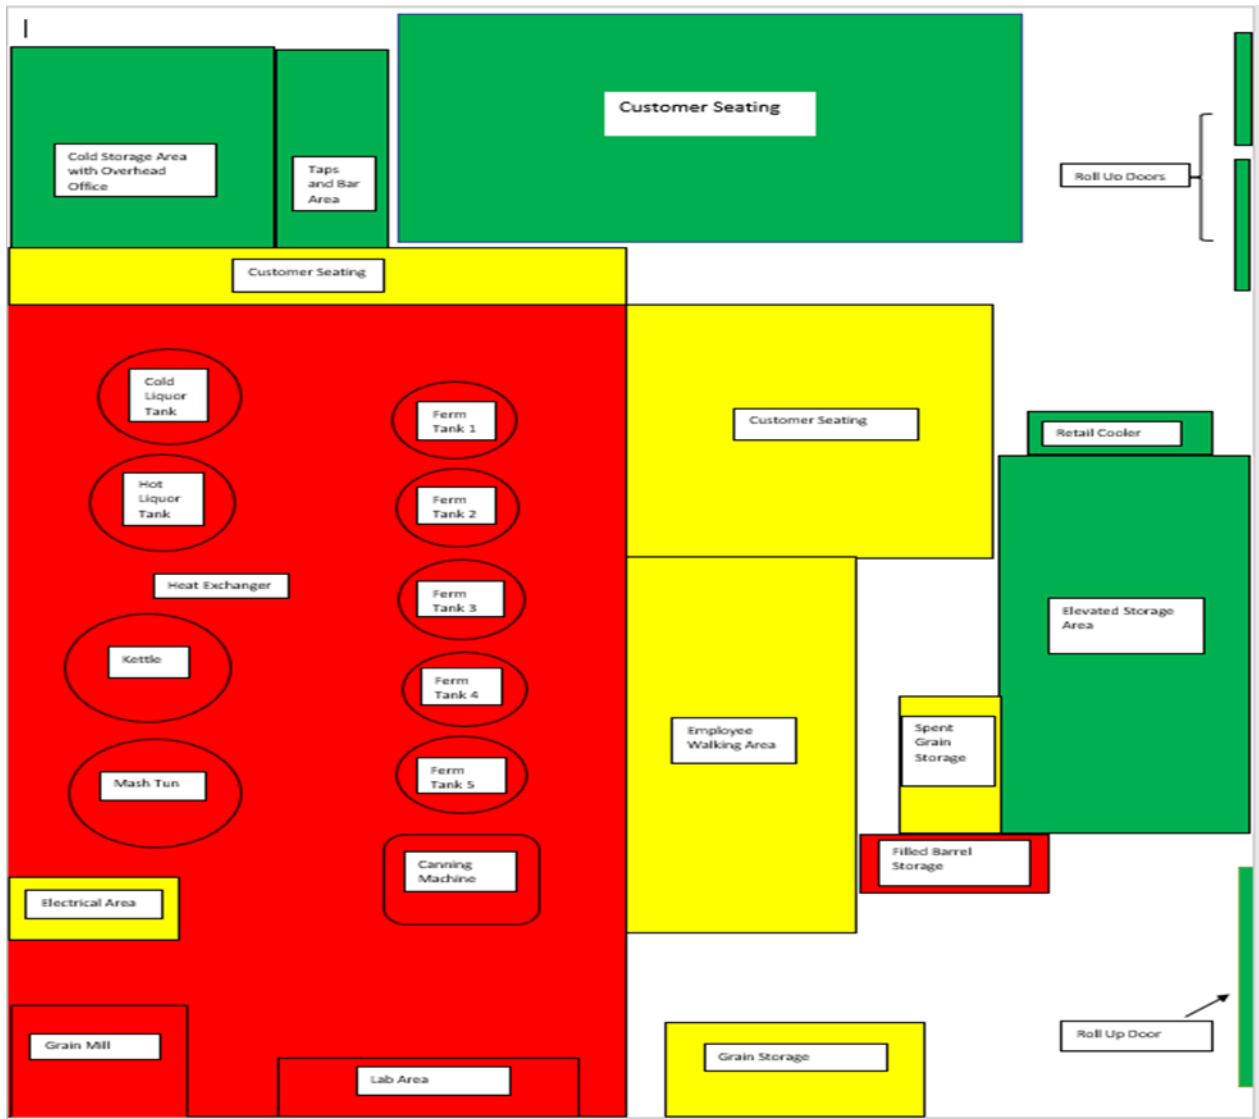 Customer Seating
Cold Storage Area
with Overhead
Office
Taps
and Bar
Area
Roll Up Doors
Customer Seating
Cold
Liquor
Tank
Ferm
Tank 1
Customer Seating
Retail Cooler
Hot
Liquor
Tank
Ferm
Tank 2
Heat Exchanger
Ferm
Tank 3
Elevated Storage
Area
Kettle
Ferm
Tank 4
Employee
Walking Area
Spent
Grain
Storage
Mash Tun
Ferm
Tank 5
Canning
Machine
Filled Barrel
Storage
Electrical Area
Grain Mill
Lab Area
Grain Storage
Roll Up Door